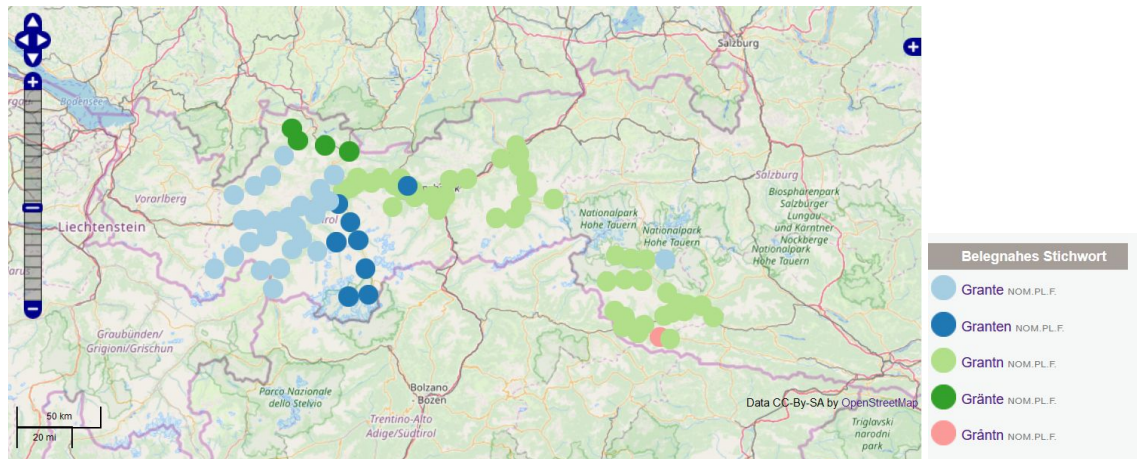 Salzburg
Bodensee
Vorarlberg
Liechtenstein
Nationalpark
Hohe Tauern
Nationalpark
Hohe Tauern
Biospharenpark
Salzburger
Lungau
und Kärntner
Nockberge
Nationalpark
Hohe Tauern
Salzburg
Graubünden/
Grigioni/Grischun
Parco Nazionale
dello Stelvio
Bolzano
- Bozen
Trentino-Alto
Adige/Südtirol
Triglavski
narodni
park
50 km
20 mi
Data CC-By-SA by OpenStreetMap
Belegnahes Stichwort
Grante NOM.PL.F.
Granten NOM.PL.F.
Grantn NOM.PL.F.
Gränte NOM.PL.F.
Gråntn NOM.PL.F.